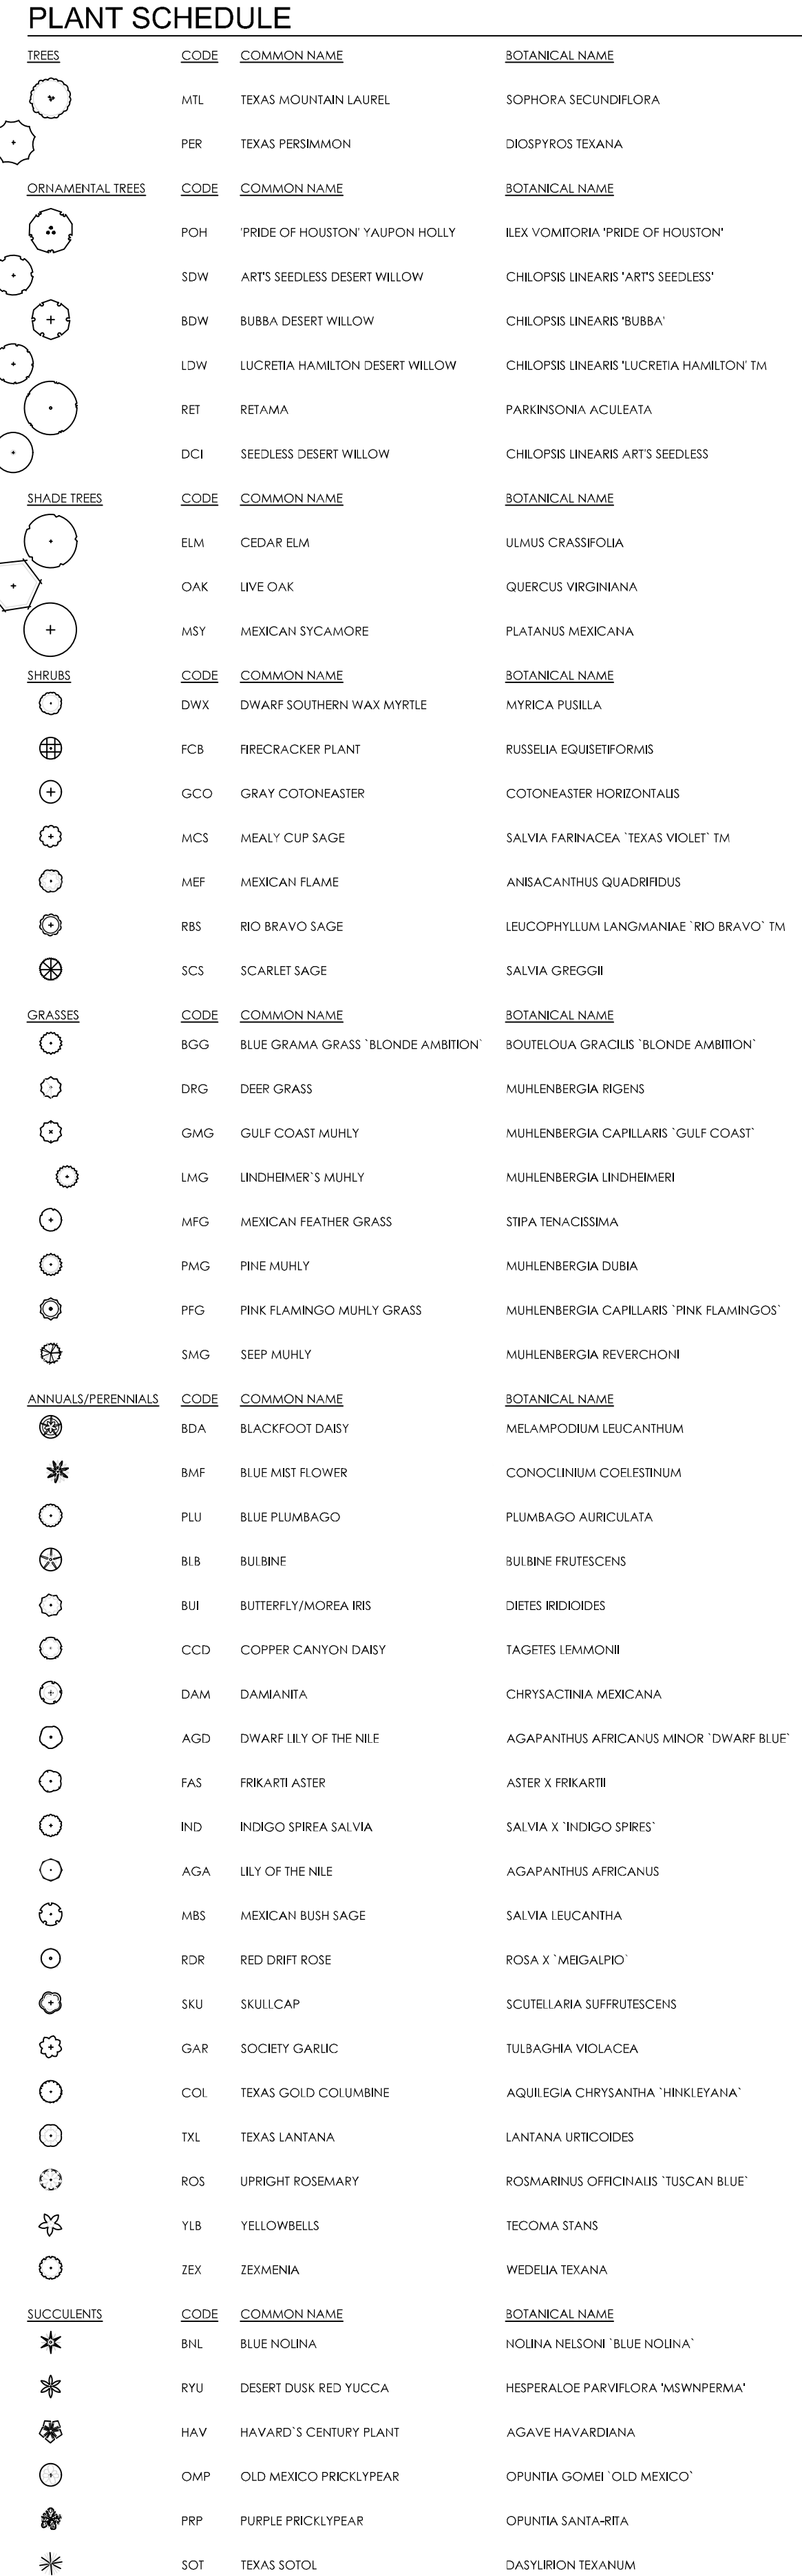 PLANT SCHEDULE
TREES CODE COMMON NAME BOTANICAL NAME
MTL TEXAS MOUNTAIN LAUREL SOPHORA SECUNDIFLORA
PER TEXAS PERSIMMON DIOSPYROS TEXANA
ORNAMENTAL TREES CODE COMMON NAME BOTANICAL NAME
POH 'PRIDE OF HOUSTON' YAUPON HOLLY ILEX VOMITORIA 'PRIDE OF HOUSTON'
SDW ART'S SEEDLESS DESERT WILLOW CHILOPSIS LINEARIS 'ART'S SEEDLESS'
BDW BUBBA DESERT WILLOW CHILOPSIS LINEARIS 'BUBBA'
LDW LUCRETIA HAMILTON DESERT WILLOW CHILOPSIS LINEARIS 'LUCRETIA HAMILTON' TM
RET RETAMA PARKINSONIA ACULEATA
DCI SEEDLESS DESERT WILLOW CHILOPSIS LINEARIS ART'S SEEDLESS
SHADE TREES CODE COMMON NAME BOTANICAL NAME
ELM CEDAR ELM ULMUS CRASSIFOLIA
OAK LIVE OAK QUERCUS VIRGINIANA
MSY MEXICAN SYCAMORE PLATANUS MEXICANA
SHRUBS CODE COMMON NAME BOTANICAL NAME
DWX DWARF SOUTHERN WAX MYRTLE MYRICA PUSILLA
FCB FIRECRACKER PLANT RUSSELIA EQUISETIFORMIS
GCO GRAY COTONEASTER COTONEASTER HORIZONTALIS
MCS MEALY CUP SAGE SALVIA FARINACEA `TEXAS VIOLET` TM
MEF MEXICAN FLAME ANISACANTHUS QUADRIFIDUS
RBS RIO BRAVO SAGE LEUCOPHYLLUM LANGMANIAE `RIO BRAVO` TM
SCS SCARLET SAGE SALVIA GREGGII
GRASSES CODE COMMON NAME BOTANICAL NAME
BGG BLUE GRAMA GRASS `BLONDE AMBITION` BOUTELOUA GRACILIS `BLONDE AMBITION`
DRG DEER GRASS MUHLENBERGIA RIGENS
GMG GULF COAST MUHLY MUHLENBERGIA CAPILLARIS `GULF COAST`
LMG LINDHEIMER`S MUHLY MUHLENBERGIA LINDHEIMERI
MFG MEXICAN FEATHER GRASS STIPA TENACISSIMA
PMG PINE MUHLY MUHLENBERGIA DUBIA
PFG PINK FLAMINGO MUHLY GRASS MUHLENBERGIA CAPILLARIS `PINK FLAMINGOS`
SMG SEEP MUHLY MUHLENBERGIA REVERCHONI
ANNUALS/PERENNIALS CODE COMMON NAME BOTANICAL NAME
BDA BLACKFOOT DAISY MELAMPODIUM LEUCANTHUM
BMF BLUE MIST FLOWER CONOCLINIUM COELESTINUM
PLU BLUE PLUMBAGO PLUMBAGO AURICULATA
BLB BULBINE BULBINE FRUTESCENS
BUI BUTTERFLY/MOREA IRIS DIETES IRIDIOIDES
CCD COPPER CANYON DAISY TAGETES LEMMONII
DAM DAMIANITA CHRYSACTINIA MEXICANA
AGD DWARF LILY OF THE NILE AGAPANTHUS AFRICANUS MINOR `DWARF BLUE`
FAS FRIKARTI ASTER ASTER X FRIKARTII
IND INDIGO SPIREA SALVIA SALVIA X `INDIGO SPIRES`
AGA LILY OF THE NILE AGAPANTHUS AFRICANUS
MBS MEXICAN BUSH SAGE SALVIA LEUCANTHA
RDR RED DRIFT ROSE ROSA X `MEIGALPIO`
SKU SKULLCAP SCUTELLARIA SUFFRUTESCENS
GAR SOCIETY GARLIC TULBAGHIA VIOLACEA
COL TEXAS GOLD COLUMBINE AQUILEGIA CHRYSANTHA `HINKLEYANA`
TXL TEXAS LANTANA LANTANA URTICOIDES
ROS UPRIGHT ROSEMARY ROSMARINUS OFFICINALIS `TUSCAN BLUE`
YLB YELLOWBELLS TECOMA STANS
ZEX ZEXMENIA WEDELIA TEXANA
SUCCULENTS CODE COMMON NAME BOTANICAL NAME
BNL BLUE NOLINA NOLINA NELSONI `BLUE NOLINA`
RYU DESERT DUSK RED YUCCA HESPERALOE PARVIFLORA 'MSWNPERMA'
HAV HAVARD`S CENTURY PLANT AGAVE HAVARDIANA
OMP OLD MEXICO PRICKLYPEAR OPUNTIA GOMEI `OLD MEXICO`
PRP PURPLE PRICKLYPEAR OPUNTIA SANTA-RITA
SOT TEXAS SOTOL DASYLIRION TEXANUM